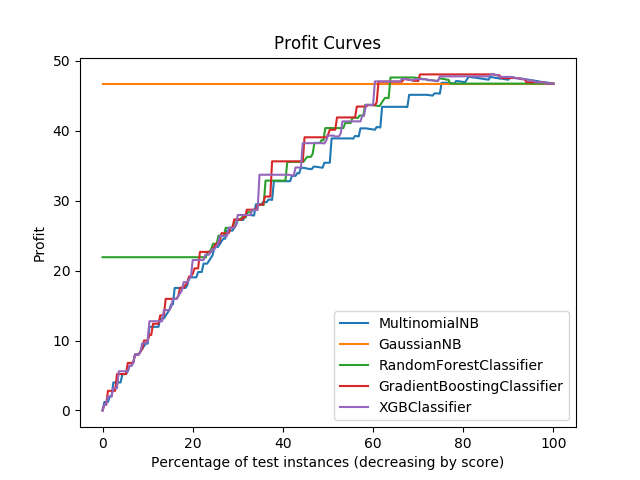 Profit Curves
50
40
30
20
10
0
Profit
0 20 40 60 80 100
Percentage of test instances (decreasing by score)
MultinomialNB
GaussianNB
RandomForestClassifier
GradientBoostingClassifier
XGBClassifier